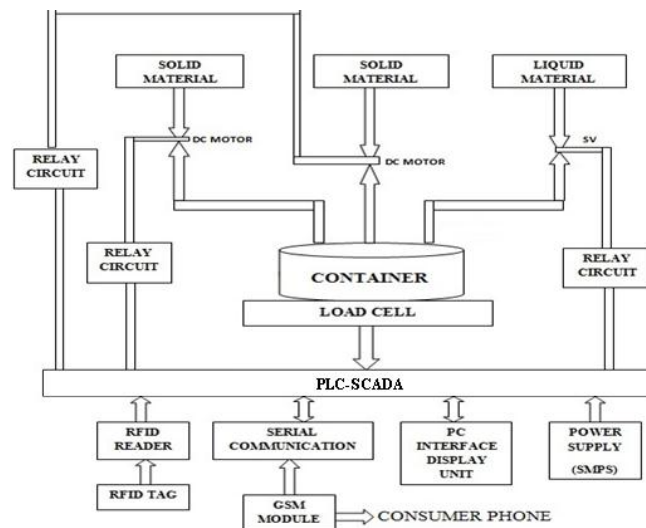 SOLID
MATERIAL
SOLID
MATERIAL
LIQUID
MATERIAL
DC MOTOR
SV
DC MOTOR
RELAY
CIRCUIT
RELAY
CIRCUIT
RELAY
CIRCUIT
CONTAINER
LOAD CELL
PLC-SCADA
RFID
READER
SERIAL
COMMUNICATION
PC
INTERFACE
DISPLAY
UNIT
POWER
SUPPLY
(SMPS)
RFID TAG
GSM
MODULE
CONSUMER PHONE